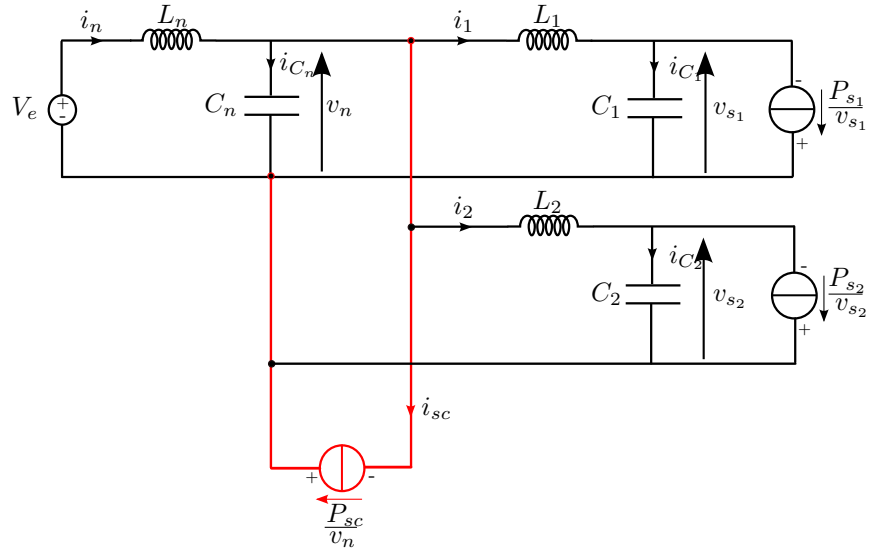 i_n
L_n
i_1
L_1
i_{C_n}
i_{C_1}
V_e
+
-
C_n
v_n
C_1
v_{s_1}
-
P_{s_1}
v_{s_1}
+
i_2
L_2
i_{C_2}
C_2
v_{s_2}
-
P_{s_2}
v_{s_2}
+
i_{sc}
+
-
P_{sc}
v_n